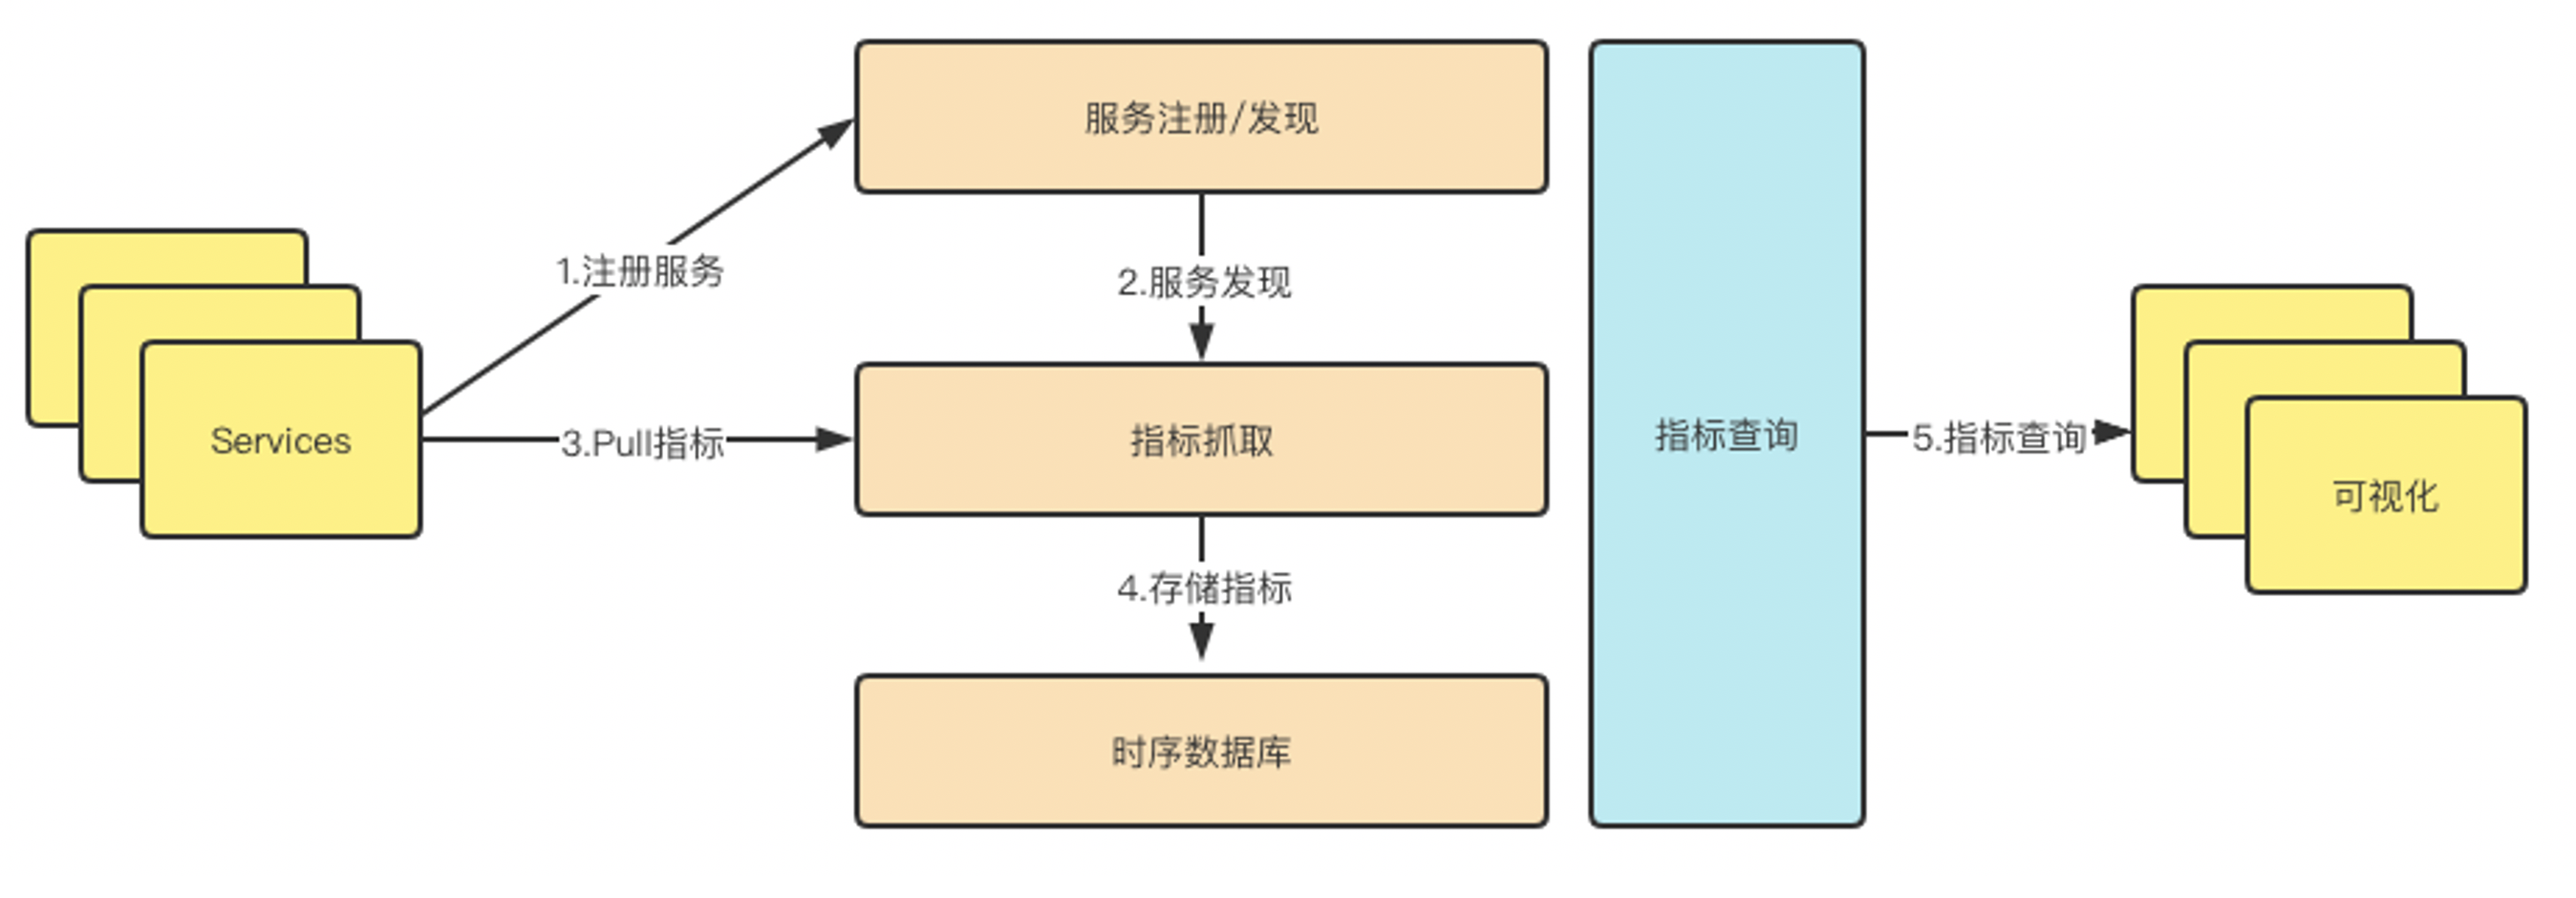 服务注册/发现
1.注册服务
2.服务发现
Services
3.Pull指标
指标抓取
指标查询
5.指标查询
可视化
4.存储指标
时序数据库